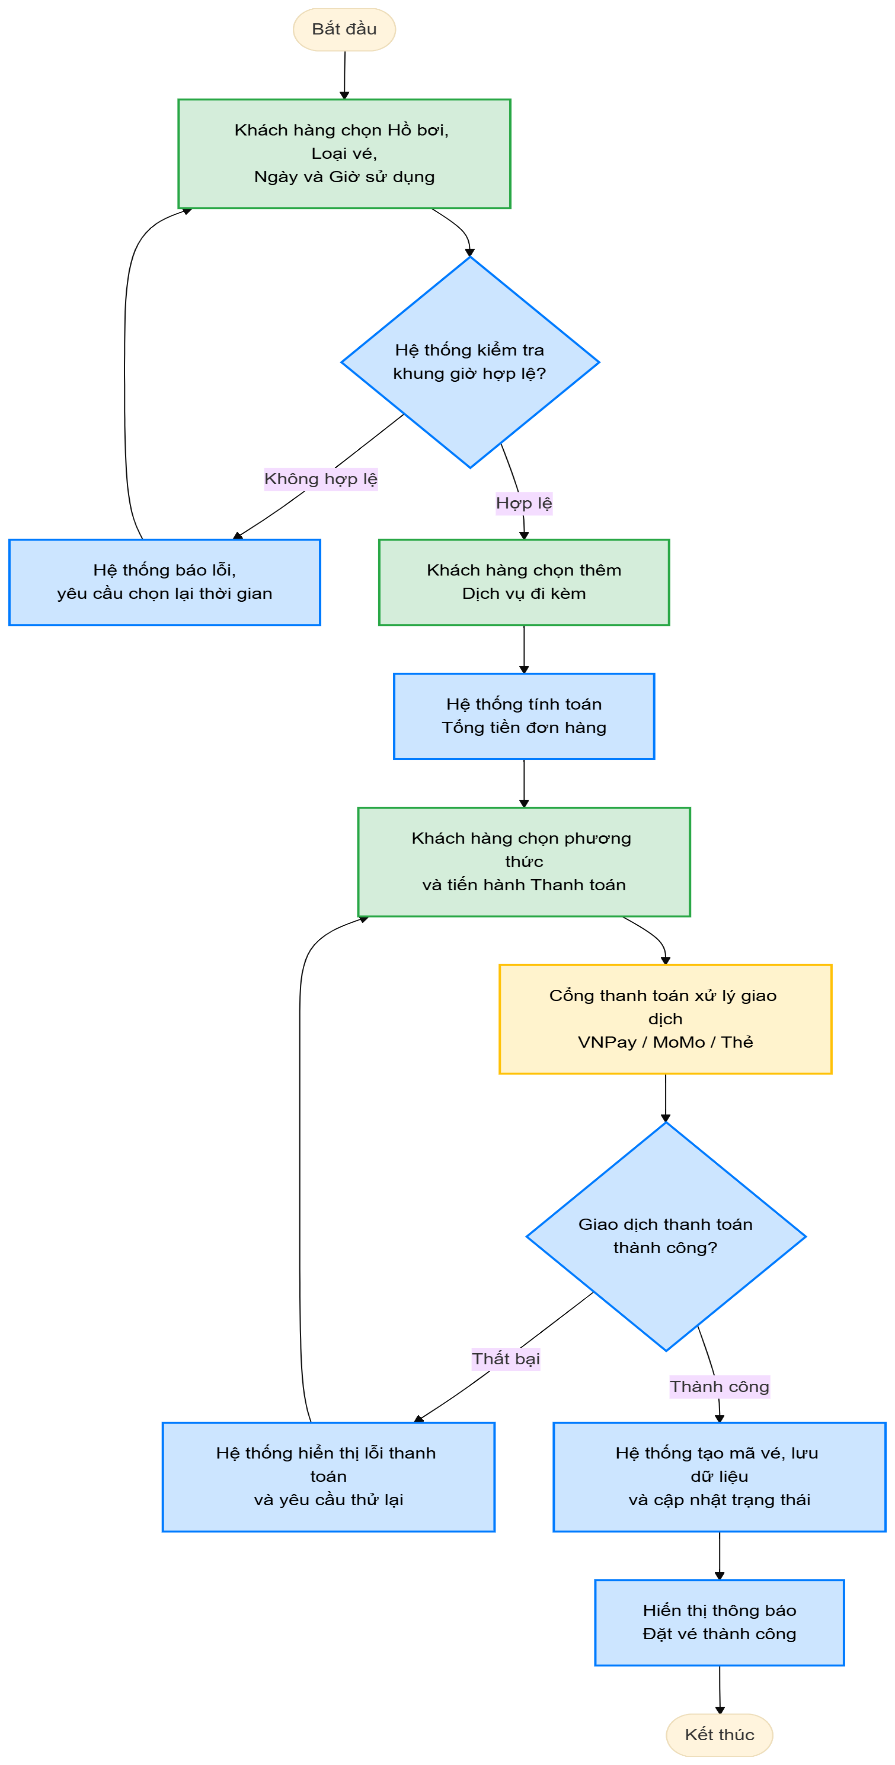 Bắt đầu
Khách hàng chọn Hồ bơi,
Loại vé,
Ngày và Giờ sử dụng
Hệ thống kiểm tra
khung giờ hợp lệ?
Không hợp lệ
Hợp lệ
Hệ thống báo lỗi,
yêu cầu chọn lại thời gian
Khách hàng chọn thêm
Dịch vụ đi kèm
Hệ thống tính toán
Tổng tiền đơn hàng
Khách hàng chọn phương
thức
và tiến hành Thanh toán
Cổng thanh toán xử lý giao
dịch
VNPay / MoMo / Thẻ
Giao dịch thanh toán
thành công?
Thất bại
Thành công
Hệ thống hiển thị lỗi thanh
toán
và yêu cầu thử lại
Hệ thống tạo mã vé, lưu
dữ liệu
và cập nhật trạng thái
Hiển thị thông báo
Đặt vé thành công
Kết thúc